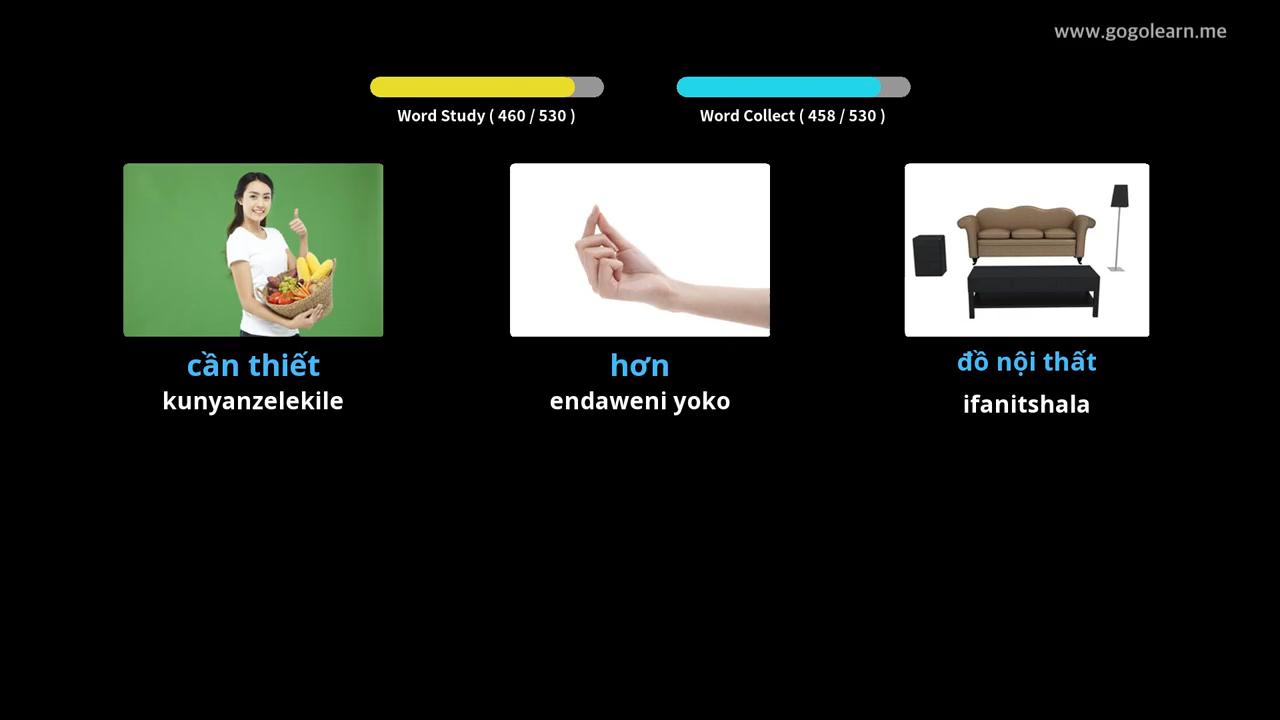 www.gogolearn.me
Word Study ( 460 / 530 )
Word Collect ( 458 / 530 )
cần thiết
kunyanzelekile
hơn
endaweni yoko
đồ nội thất
ifanitshala